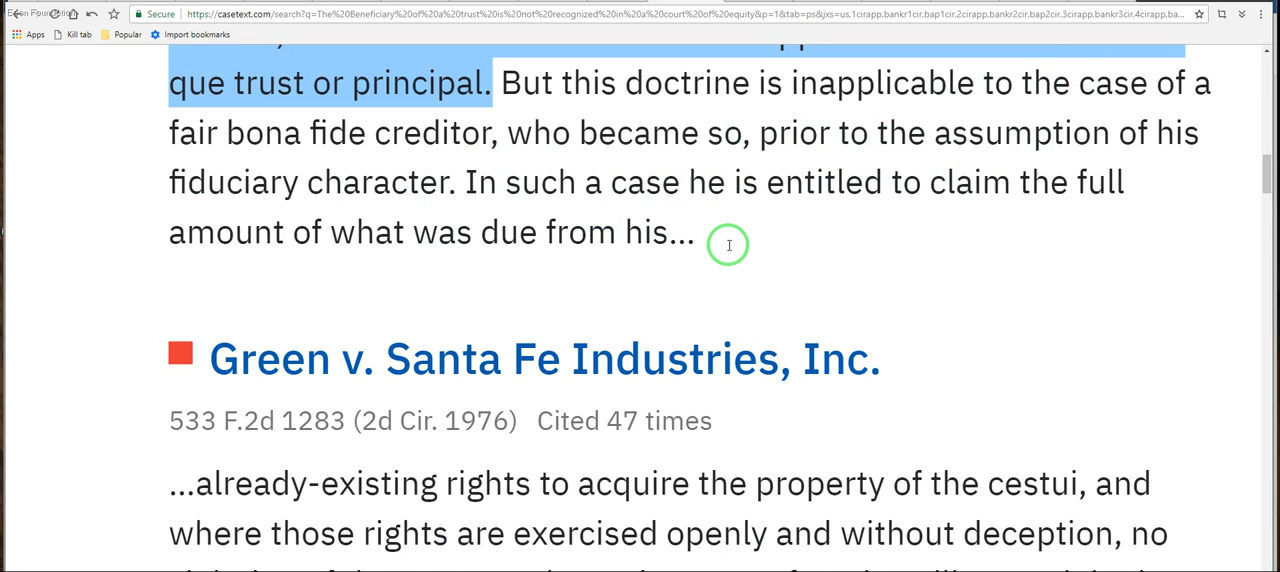 Secure https://casetext.com/search?q=The%20Beneficiary%20of%20a%20trust%20is%20not%20recognized%20in%20a%20court%20of%20equity&p=1&tab=ps&jxs=us.1cirapp.bankr1cir.bap1cir.2cirapp.bankr2cir.bap2cir.3cirapp.bankr3cir.4cirapp.ba...
Apps Kill tab Popular Import bookmarks
que trust or principal. But this doctrine is inapplicable to the case of a
fair bona fide creditor, who became so, prior to the assumption of his
fiduciary character. In such a case he is entitled to claim the full
amount of what was due from his...
Green v. Santa Fe Industries, Inc.
533 F.2d 1283 (2d Cir. 1976) Cited 47 times
...already-existing rights to acquire the property of the cestui, and
where those rights are exercised openly and without deception, no